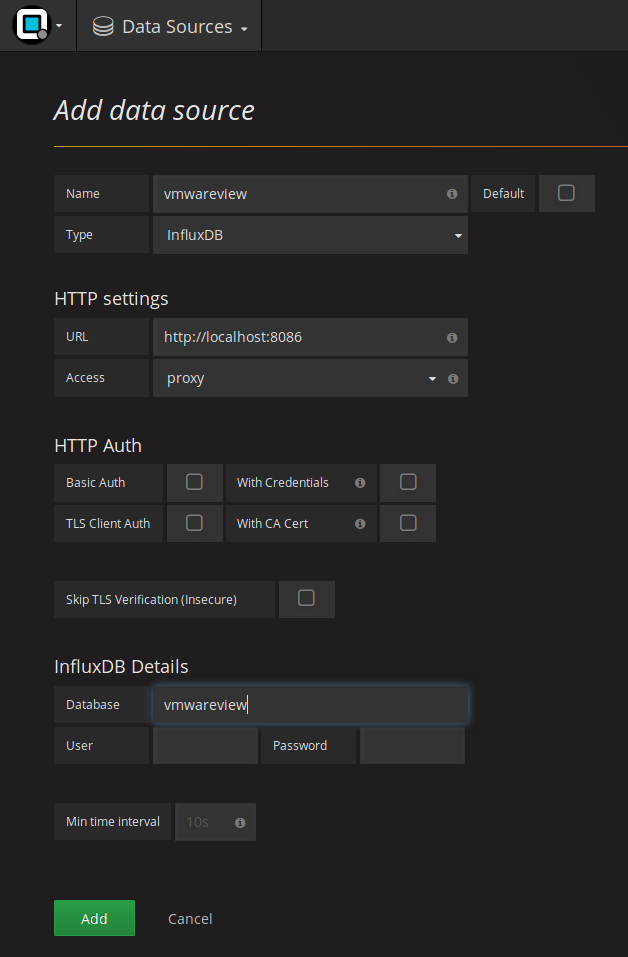 Data Sources
Add data source
Name vmwareview Default
Type InfluxDB
HTTP settings
URL http://localhost:8086
Access proxy
HTTP Auth
Basic Auth With Credentials
TLS Client Auth With CA Cert
Skip TLS Verification (Insecure)
InfluxDB Details
Database vmwareview
User Password
Min time interval 10s
Add Cancel